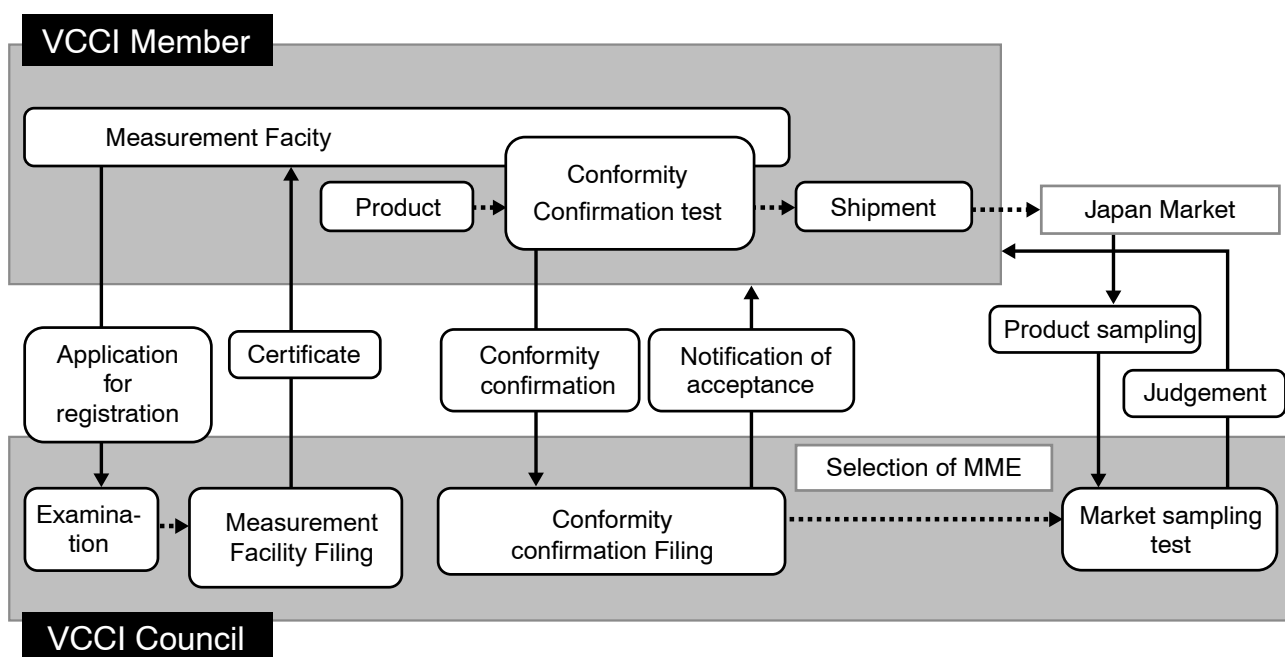 VCCI Member
Measurement Facity
Conformity
Confirmation test
Product
Shipment
Japan Market
Application
for
registration
Certificate
Conformity
confirmation
Notification of
acceptance
Product sampling
Judgement
Selection of MME
Examina-
tion
Measurement
Facility Filing
Conformity
confirmation Filing
Market sampling
test
VCCI Council